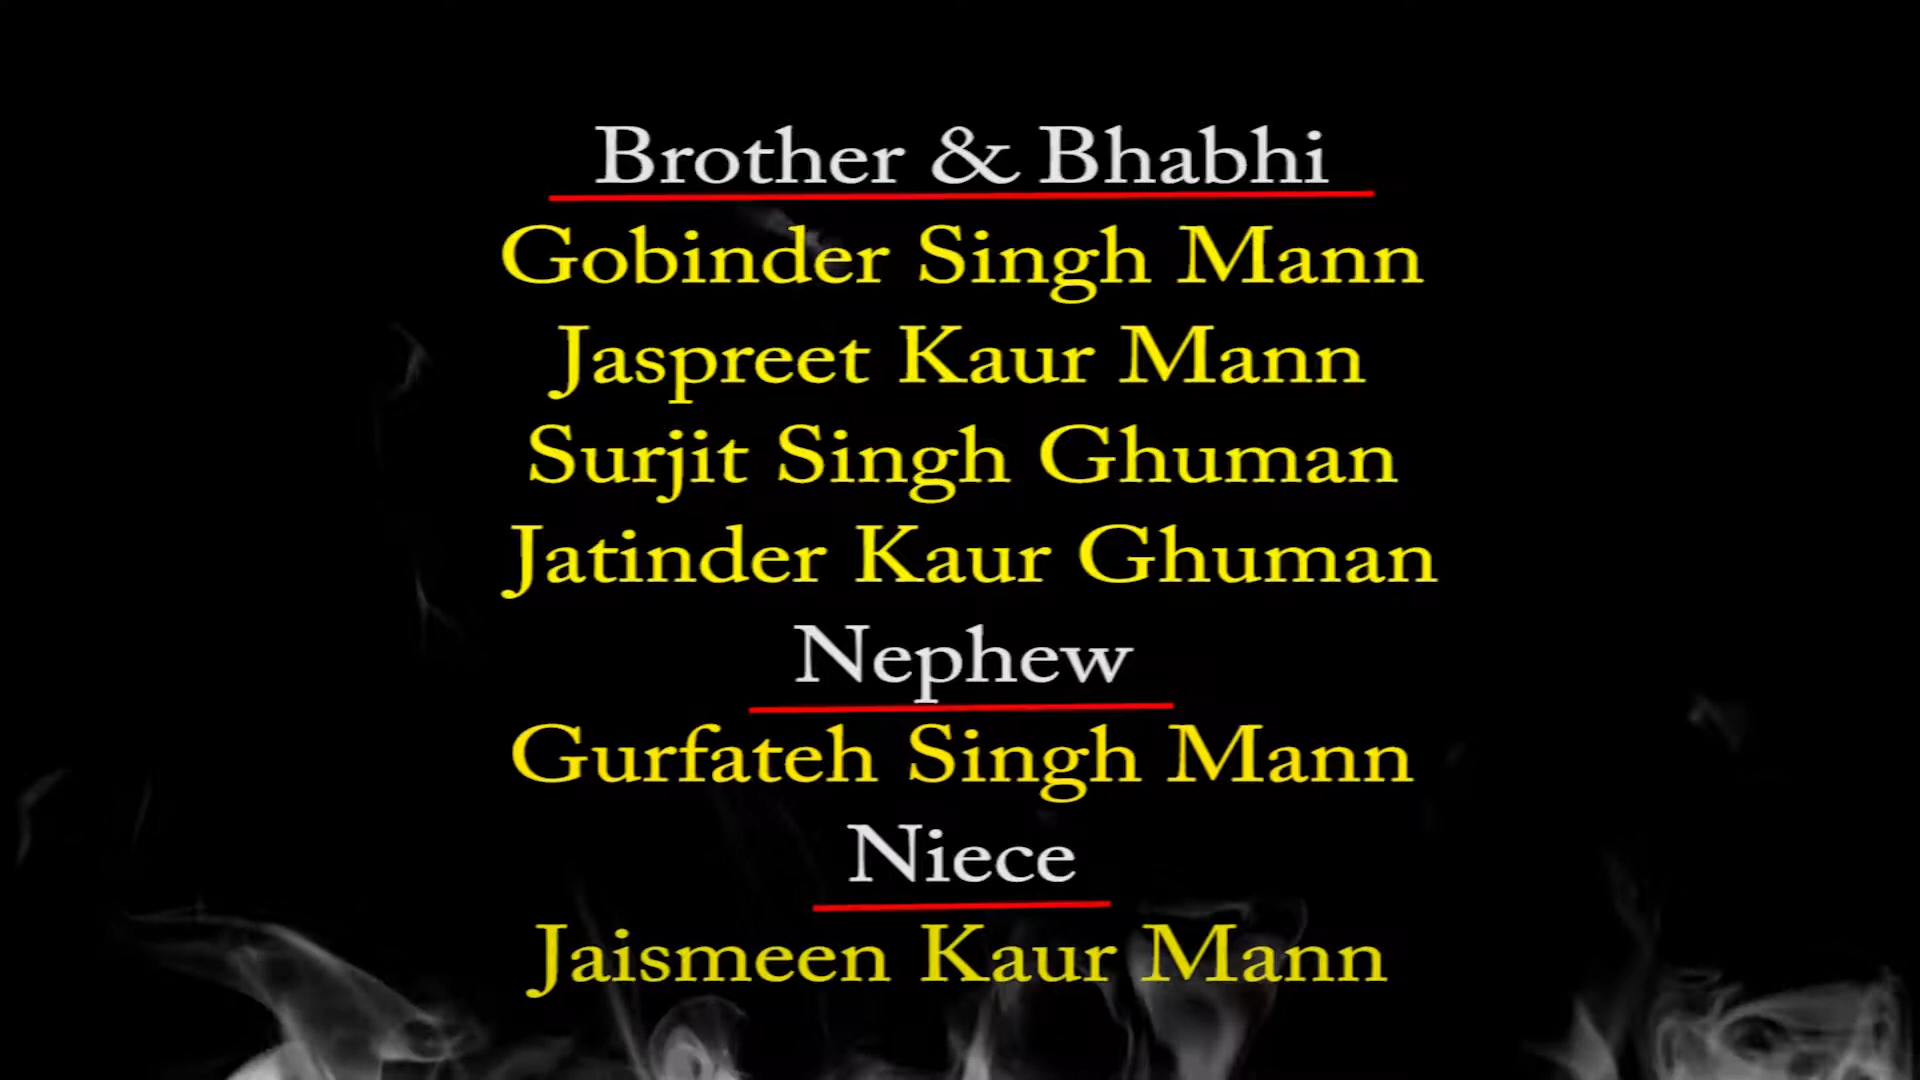 Brother & Bhabhi
Gobinder Singh Mann
Jaspreet Kaur Mann
Surjit Singh Ghuman
Jatinder Kaur Ghuman
Nephew
Gurfateh Singh Mann
Niece
Jaismeen Kaur Mann